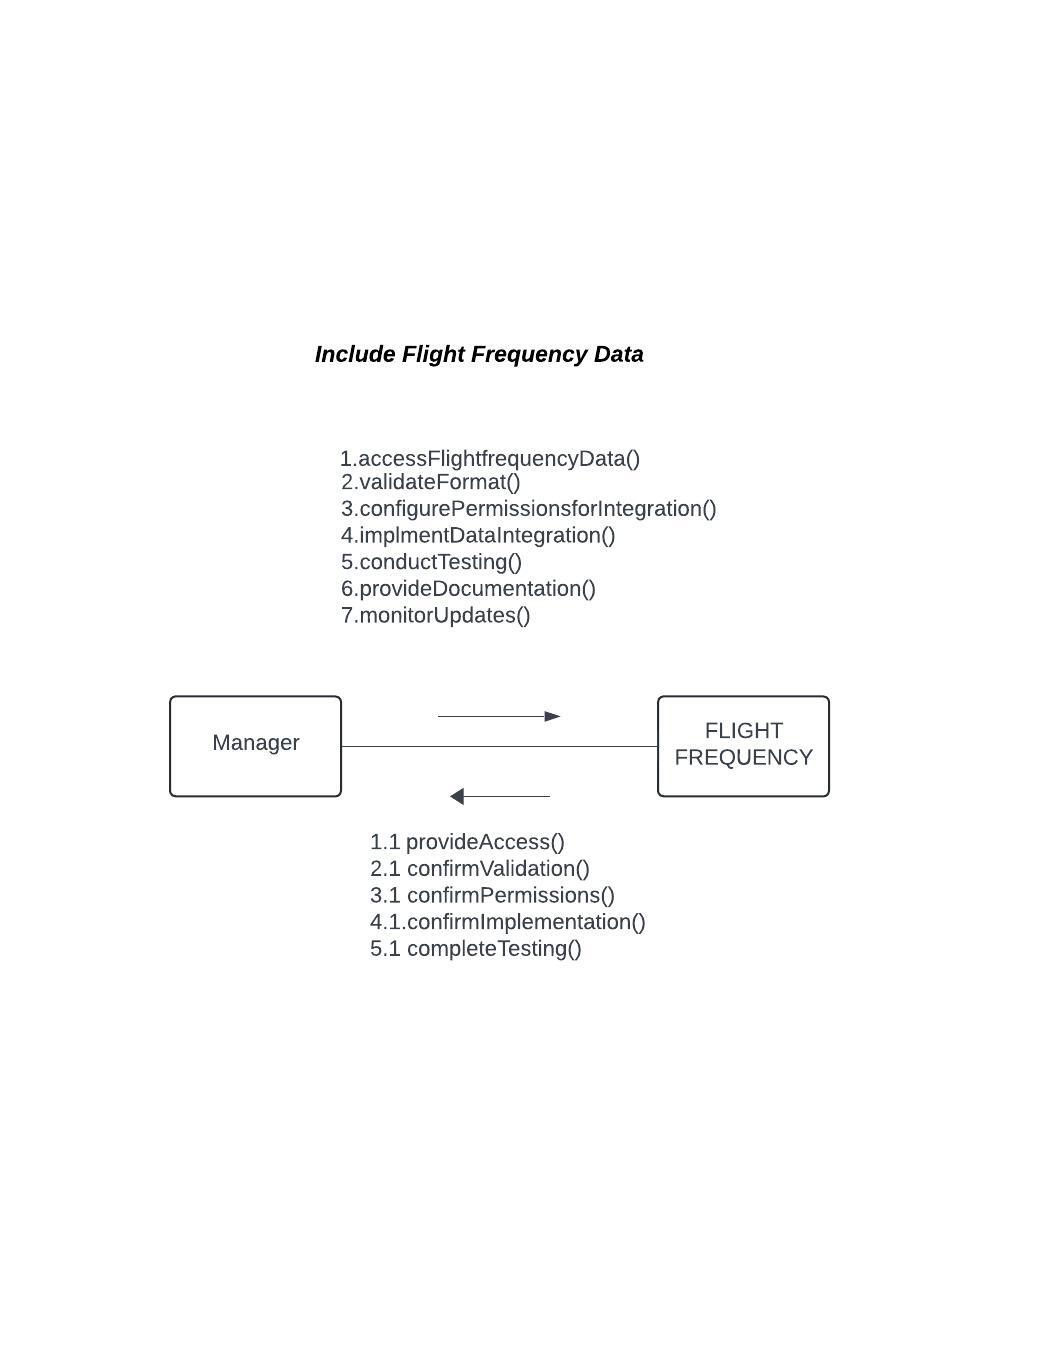 Include Flight Frequency Data
1.accessFlightfrequencyData()
2.validateFormat()
3.configurePermissionsforIntegration()
4.implmentDataIntegration()
5.conductTesting()
6.provideDocumentation()
7.monitorUpdates()
Manager
FLIGHT
FREQUENCY
1.1 provideAccess()
2.1 confirmValidation()
3.1 confirmPermissions()
4.1.confirmImplementation()
5.1 completeTesting()